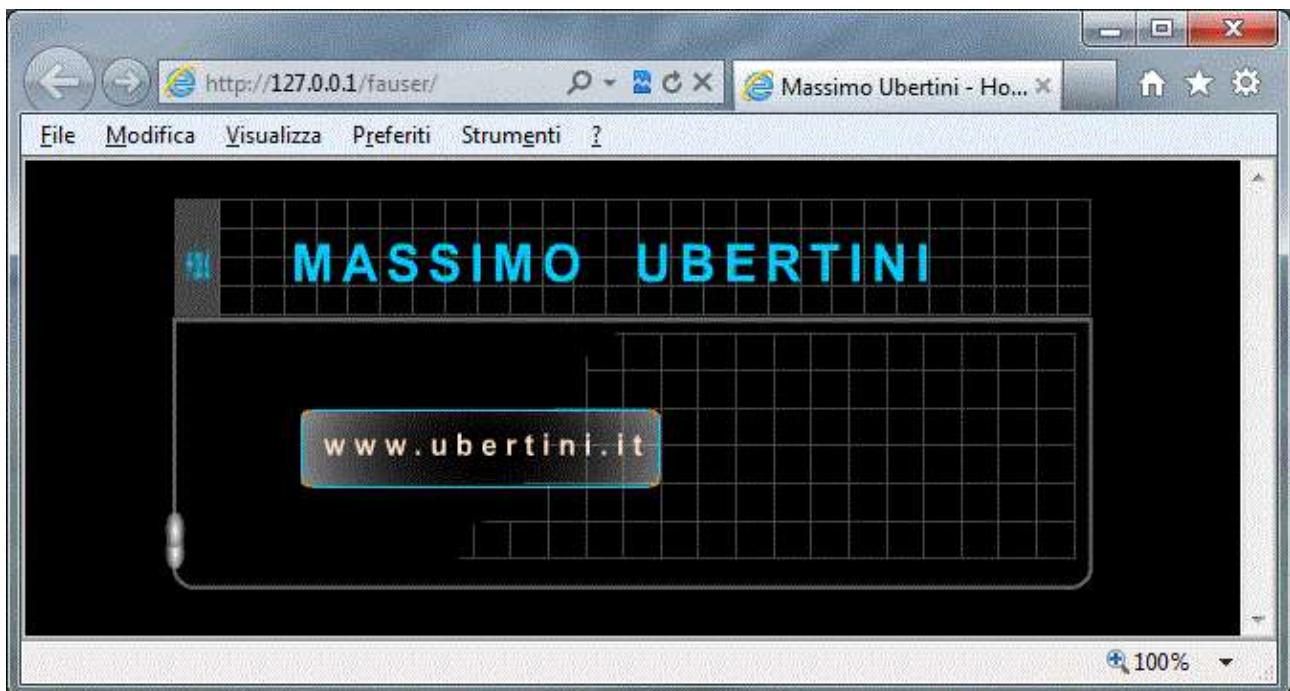 http://127.0.0.1/fauser/ Massimo Ubertini - Ho...
File Modifica Visualizza Preferiti Strumenti ?
MASSIMO UBERTINI
www.ubertini.it
100%